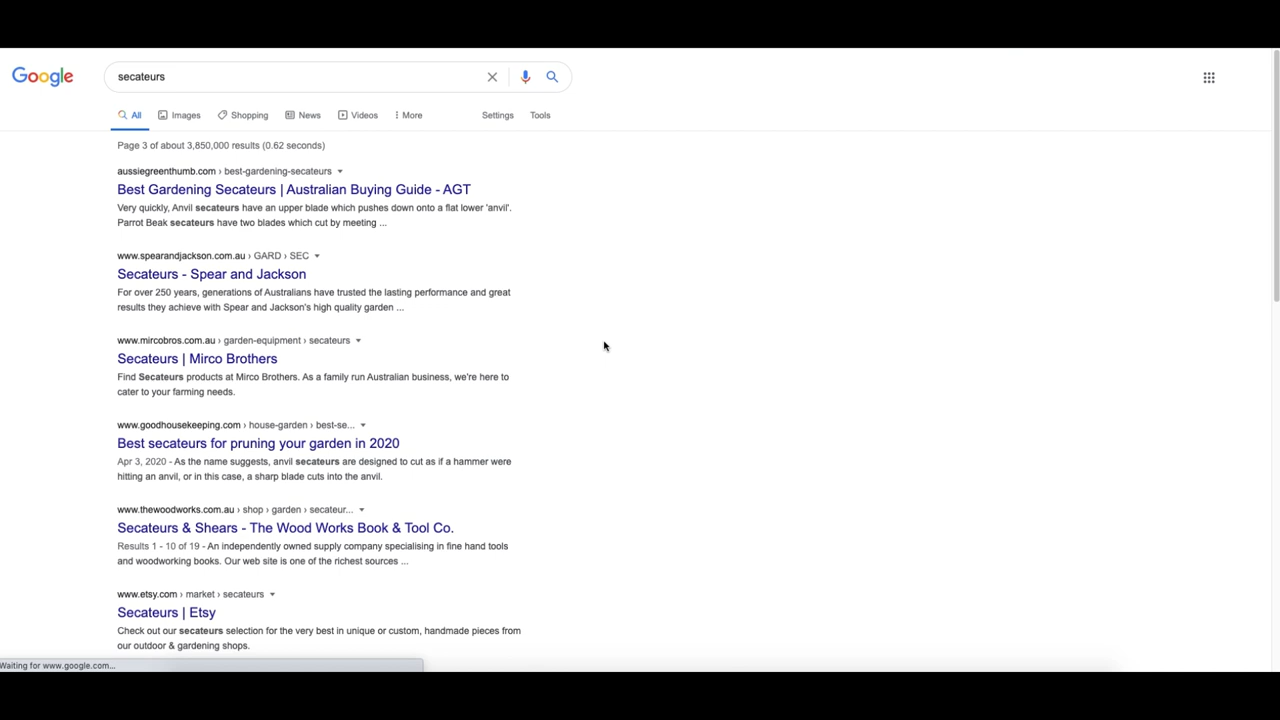 Google
secateurs
All Images Shopping News Videos More Settings Tools
Page 3 of about 3,850,000 results (0.62 seconds)
aussiegreenthumb.com › best-gardening-secateurs
Best Gardening Secateurs | Australian Buying Guide - AGT
Very quickly, Anvil secateurs have an upper blade which pushes down onto a flat lower 'anvil'.
Parrot Beak secateurs have two blades which cut by meeting ...
www.spearandjackson.com.au › GARD › SEC
Secateurs - Spear and Jackson
For over 250 years, generations of Australians have trusted the lasting performance and great
results they achieve with Spear and Jackson's high quality garden ...
www.mircobros.com.au › garden-equipment › secateurs
Secateurs | Mirco Brothers
Find Secateurs products at Mirco Brothers. As a family run Australian business, we're here to
cater to your farming needs.
www.goodhousekeeping.com › house-garden › best-se...
Best secateurs for pruning your garden in 2020
Apr 3, 2020 - As the name suggests, anvil secateurs are designed to cut as if a hammer were
hitting an anvil, or in this case, a sharp blade cuts into the anvil.
www.thewoodworks.com.au › shop › garden › secateur...
Secateurs & Shears - The Wood Works Book & Tool Co.
Results 1 - 10 of 19 - An independently owned supply company specialising in fine hand tools
and woodworking books. Our web site is one of the richest sources ...
www.etsy.com › market › secateurs
Secateurs | Etsy
Check out our secateurs selection for the very best in unique or custom, handmade pieces from
our outdoor & gardening shops.
Waiting for www.google.com...